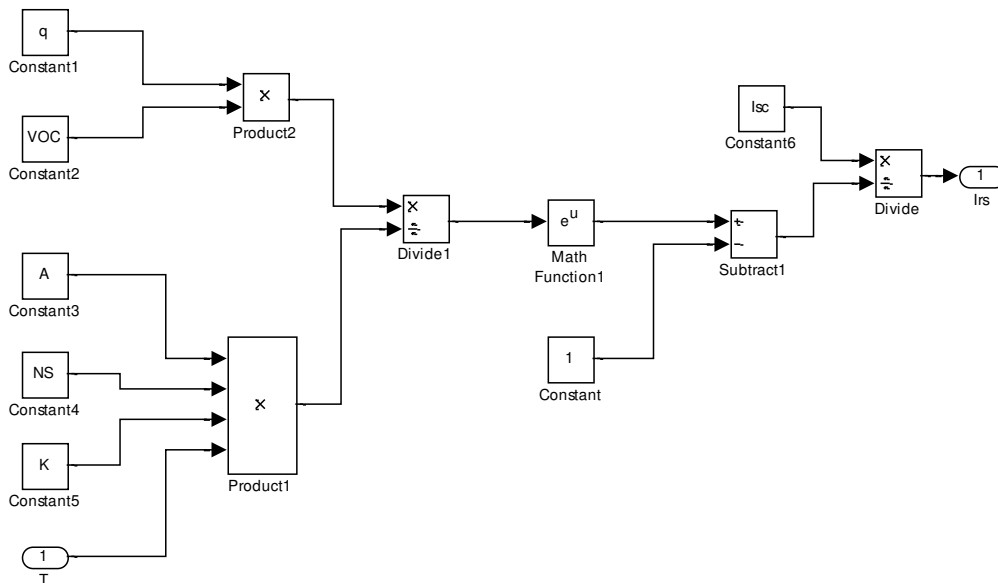 q
Constant1
VOC
Constant2
×
Product2
Isc
Constant6
×
÷
Divide
1
Irs
×
÷
Divide1
e^u
Math
Function1
+
−
Subtract1
1
Constant
A
Constant3
NS
Constant4
K
Constant5
×
Product1
1
T